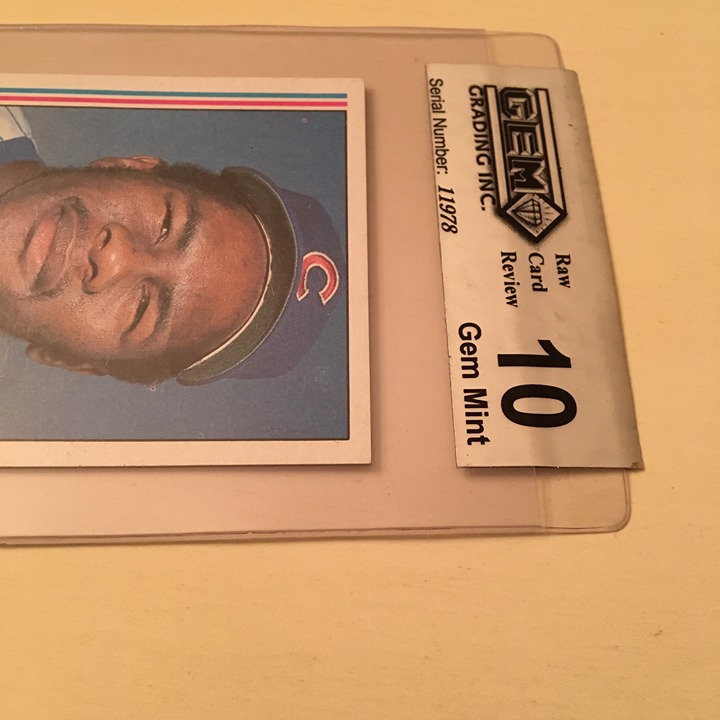 GEM
GRADING INC.
Serial Number: 11978
Raw
Card
Review
10
Gem Mint
C